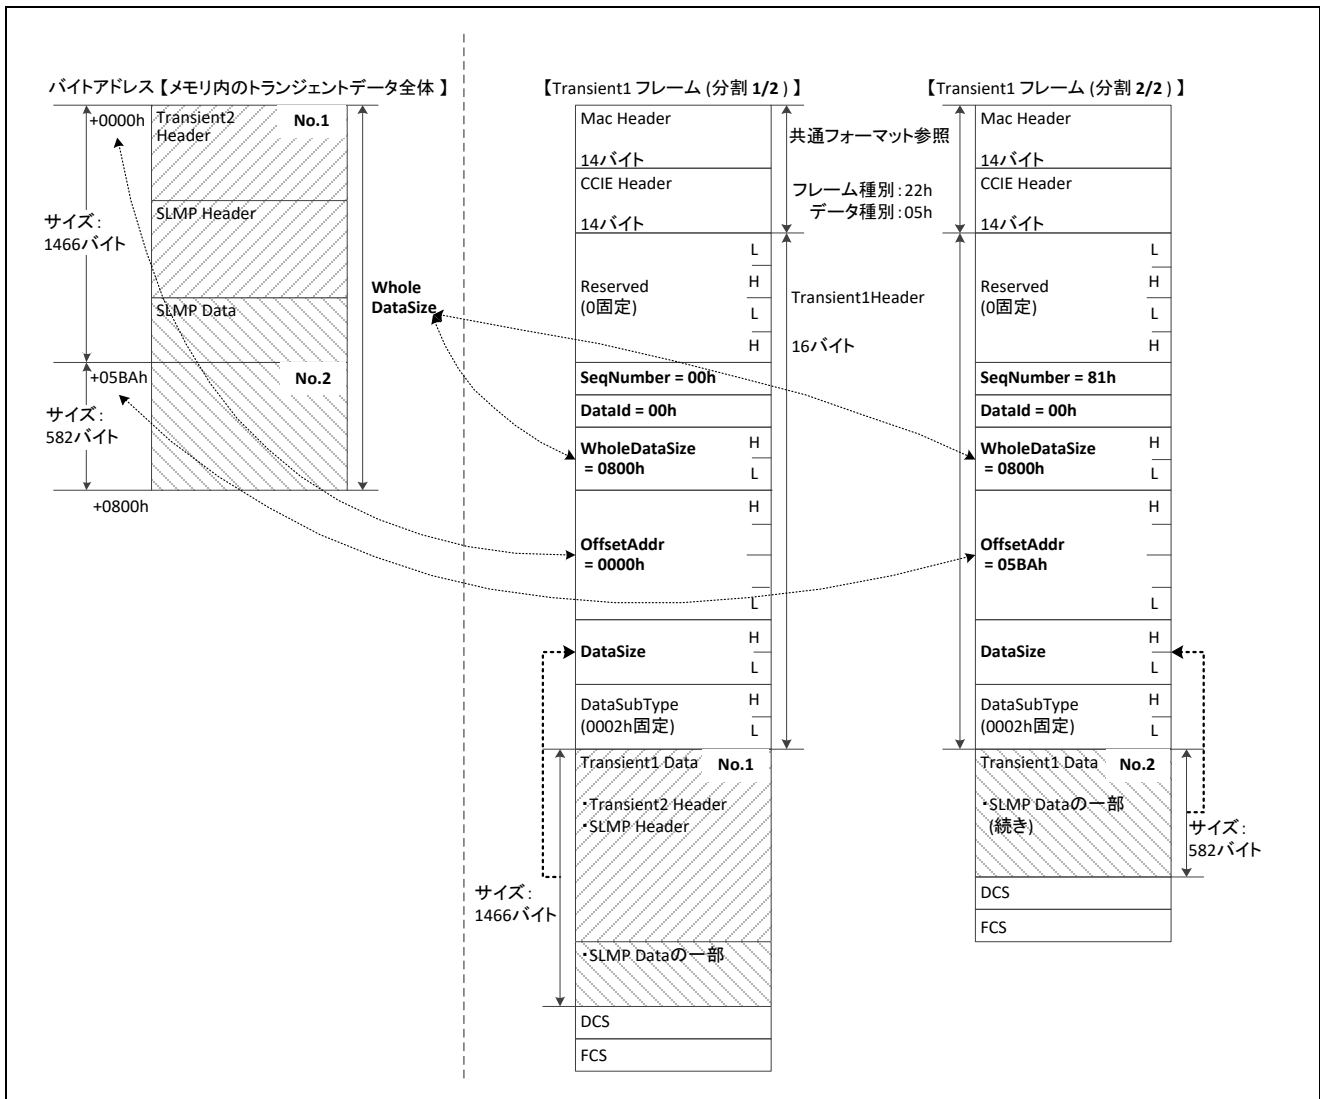 バイトアドレス【メモリ内のトランジェントデータ全体】
+0000h
Transient2
Header
No.1
SLMP Header
サイズ:
1466バイト
SLMP Data
Whole
DataSize
+05BAh
No.2
サイズ:
582バイト
+0800h
【Transient1 フレーム (分割 1/2 ) 】
Mac Header
14バイト
CCIE Header
14バイト
共通フォーマット参照
フレーム種別:22h
データ種別:05h
Reserved
(0固定)
L
H
L
H
Transient1Header
16バイト
SeqNumber = 00h
DataId = 00h
WholeDataSize
= 0800h
H
L
OffsetAddr
= 0000h
H
L
DataSize
H
L
DataSubType
(0002h固定)
H
L
Transient1 Data
No.1
・Transient2 Header
・SLMP Header
サイズ:
1466バイト
・SLMP Dataの一部
DCS
FCS
【Transient1 フレーム (分割 2/2 ) 】
Mac Header
14バイト
CCIE Header
14バイト
Reserved
(0固定)
L
H
L
H
SeqNumber = 81h
DataId = 00h
WholeDataSize
= 0800h
H
L
OffsetAddr
= 05BAh
H
L
DataSize
H
L
DataSubType
(0002h固定)
H
L
Transient1 Data
No.2
・SLMP Dataの一部
(続き)
サイズ:
582バイト
DCS
FCS